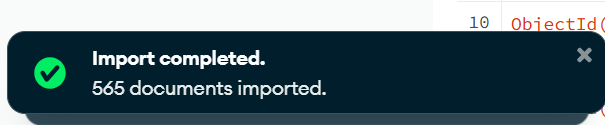 10 ObjectId(
Import completed.
565 documents imported.